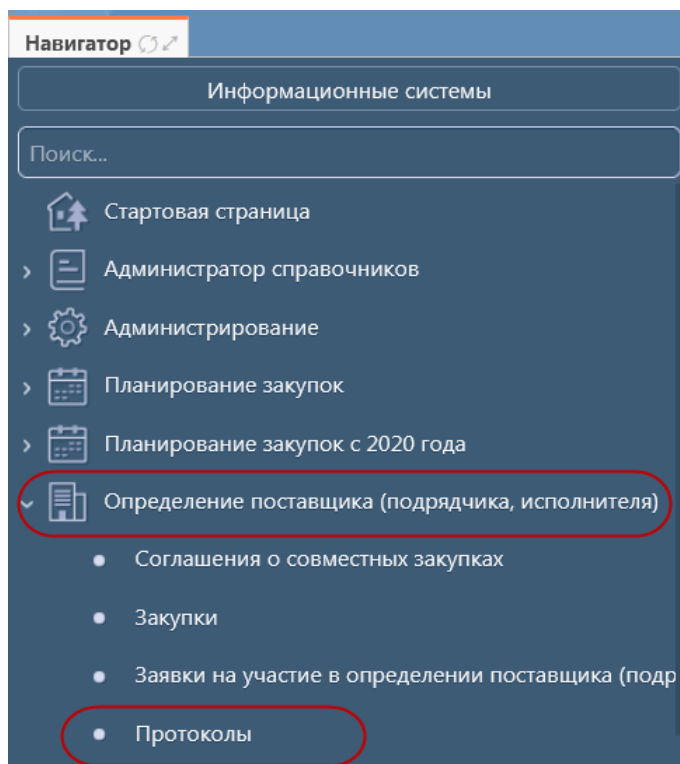 Навигатор
Информационные системы
Поиск...
Стартовая страница
Администратор справочников
Администрирование
Планирование закупок
Планирование закупок с 2020 года
Определение поставщика (подрядчика, исполнителя)
Соглашения о совместных закупках
Закупки
Заявки на участие в определении поставщика (подр
Протоколы